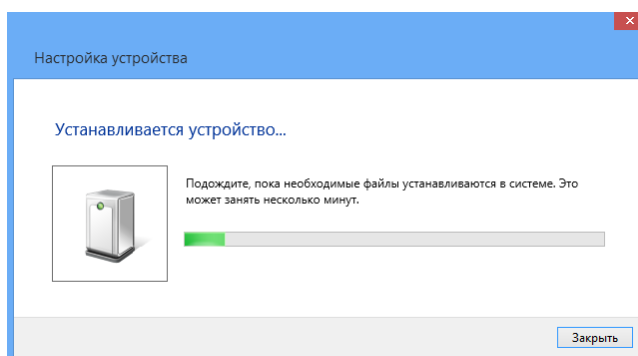 Настройка устройства
Устанавливается устройство...
Подождите, пока необходимые файлы устанавливаются в системе. Это
может занять несколько минут.
Закрыть